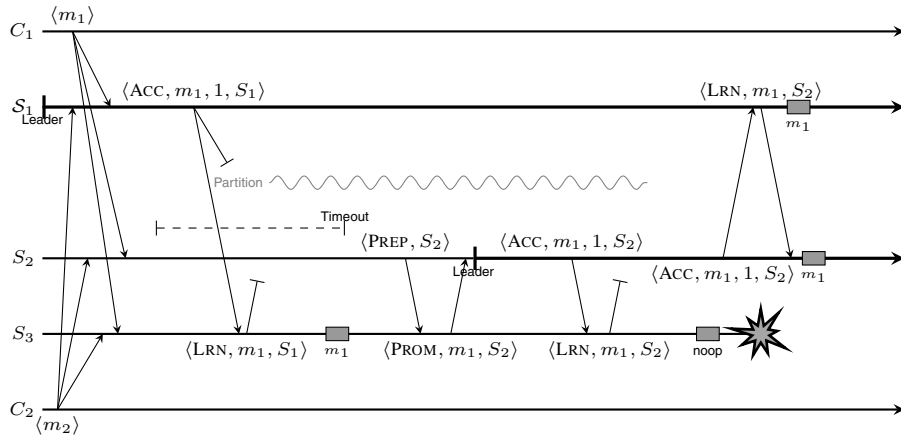 ⟨m₁⟩
C₁
⟨ACC, m₁, 1, S₁⟩
⟨LRN, m₁, S₂⟩
S₁
Leader
m₁
Partition
Timeout
⟨PREP, S₂⟩
⟨ACC, m₁, 1, S₂⟩
S₂
Leader
⟨ACC, m₁, 1, S₂⟩
m₁
S₃
⟨LRN, m₁, S₁⟩
m₁
⟨PROM, m₁, S₂⟩
⟨LRN, m₁, S₂⟩
noop
C₂
⟨m₂⟩